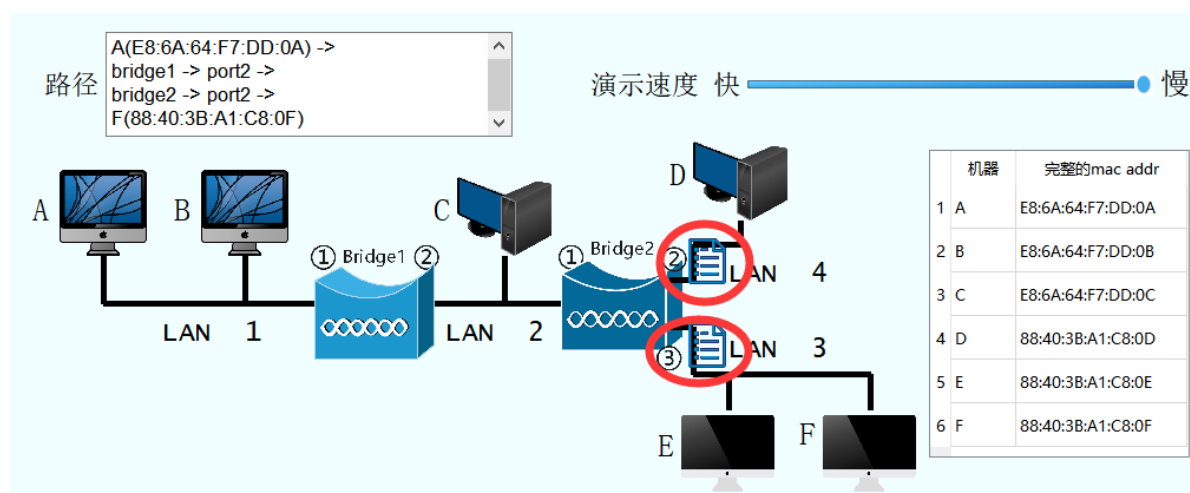 路径
A(E8:6A:64:F7:DD:0A) ->
bridge1 -> port2 ->
bridge2 -> port2 ->
F(88:40:3B:A1:C8:0F)
演示速度 快 慢
A
B
C
D
① Bridge1 ②
① Bridge2 ②
③
LAN 1
LAN 2
LAN 4
LAN 3
E
F
机器 完整的mac addr
1 A E8:6A:64:F7:DD:0A
2 B E8:6A:64:F7:DD:0B
3 C E8:6A:64:F7:DD:0C
4 D 88:40:3B:A1:C8:0D
5 E 88:40:3B:A1:C8:0E
6 F 88:40:3B:A1:C8:0F